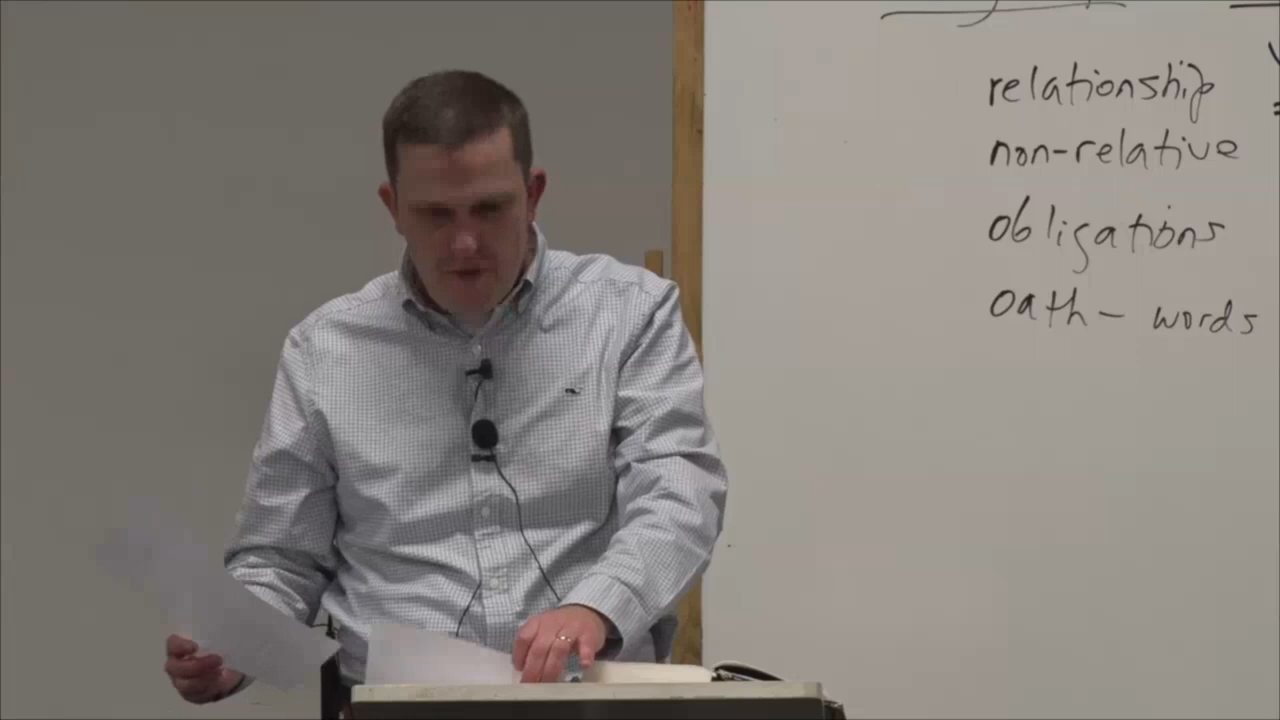 relationship
non-relative
obligations
oath - words